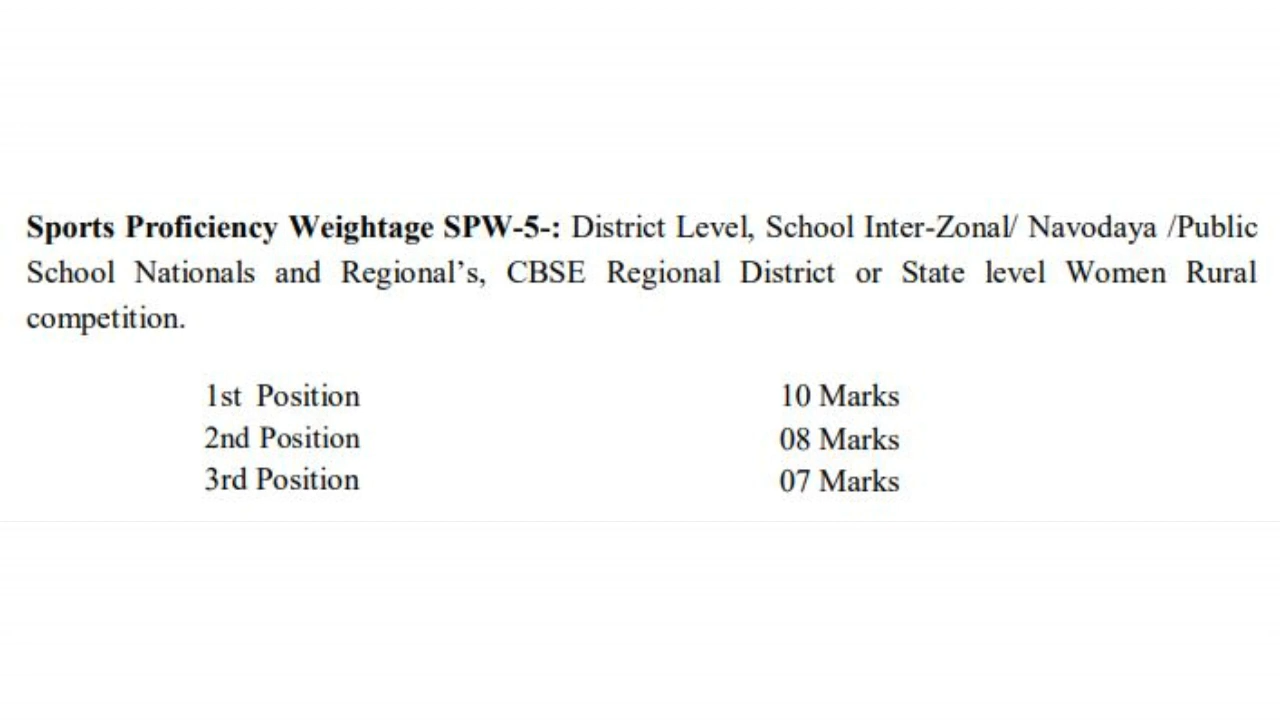 Sports Proficiency Weightage SPW-5-: District Level, School Inter-Zonal/ Navodaya /Public
School Nationals and Regional’s, CBSE Regional District or State level Women Rural
competition.
1st Position 10 Marks
2nd Position 08 Marks
3rd Position 07 Marks